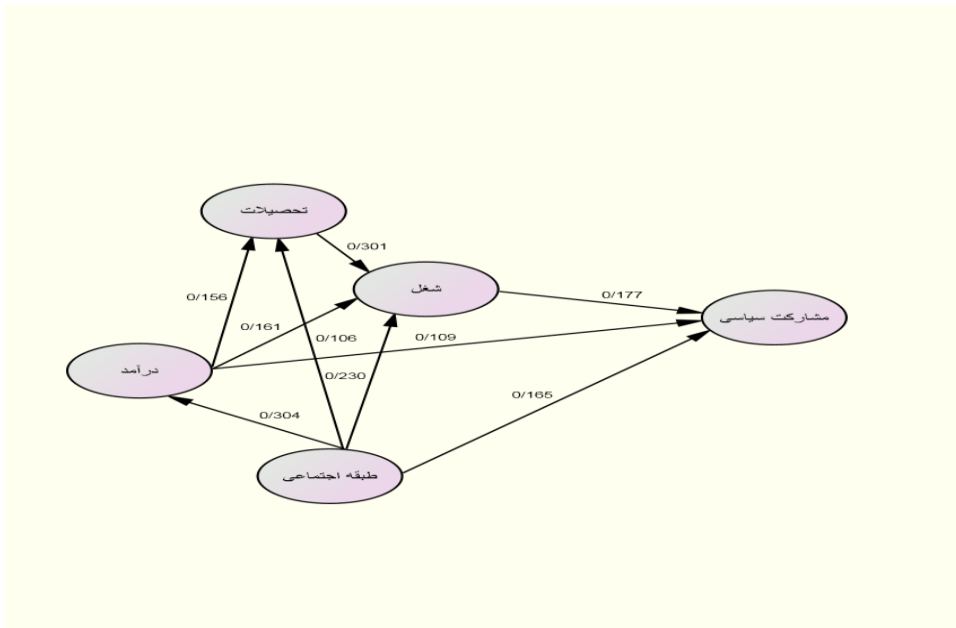 تحصیلات
0/301
شغل
0/156
0/177
مشارکت سیاسی
0/161
0/106
0/109
درآمد
0/230
0/165
0/304
طبقه اجتماعی